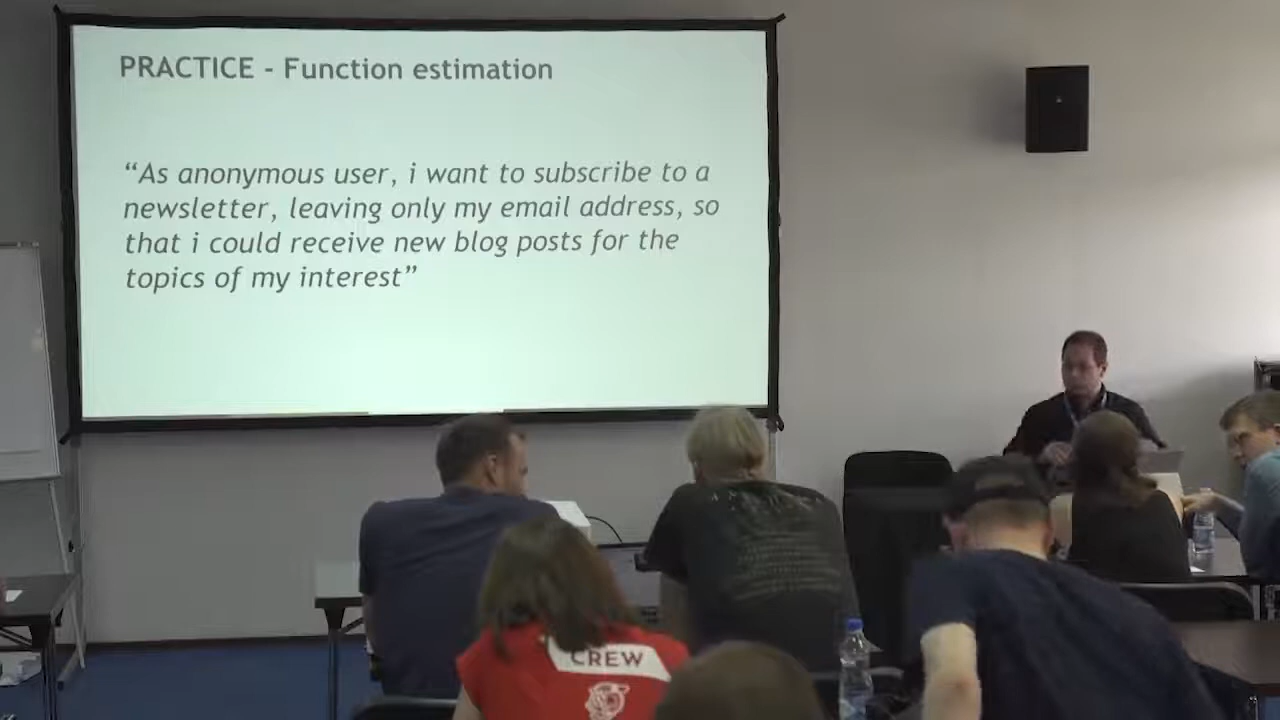 PRACTICE - Function estimation
“As anonymous user, i want to subscribe to a
newsletter, leaving only my email address, so
that i could receive new blog posts for the
topics of my interest”
CREW